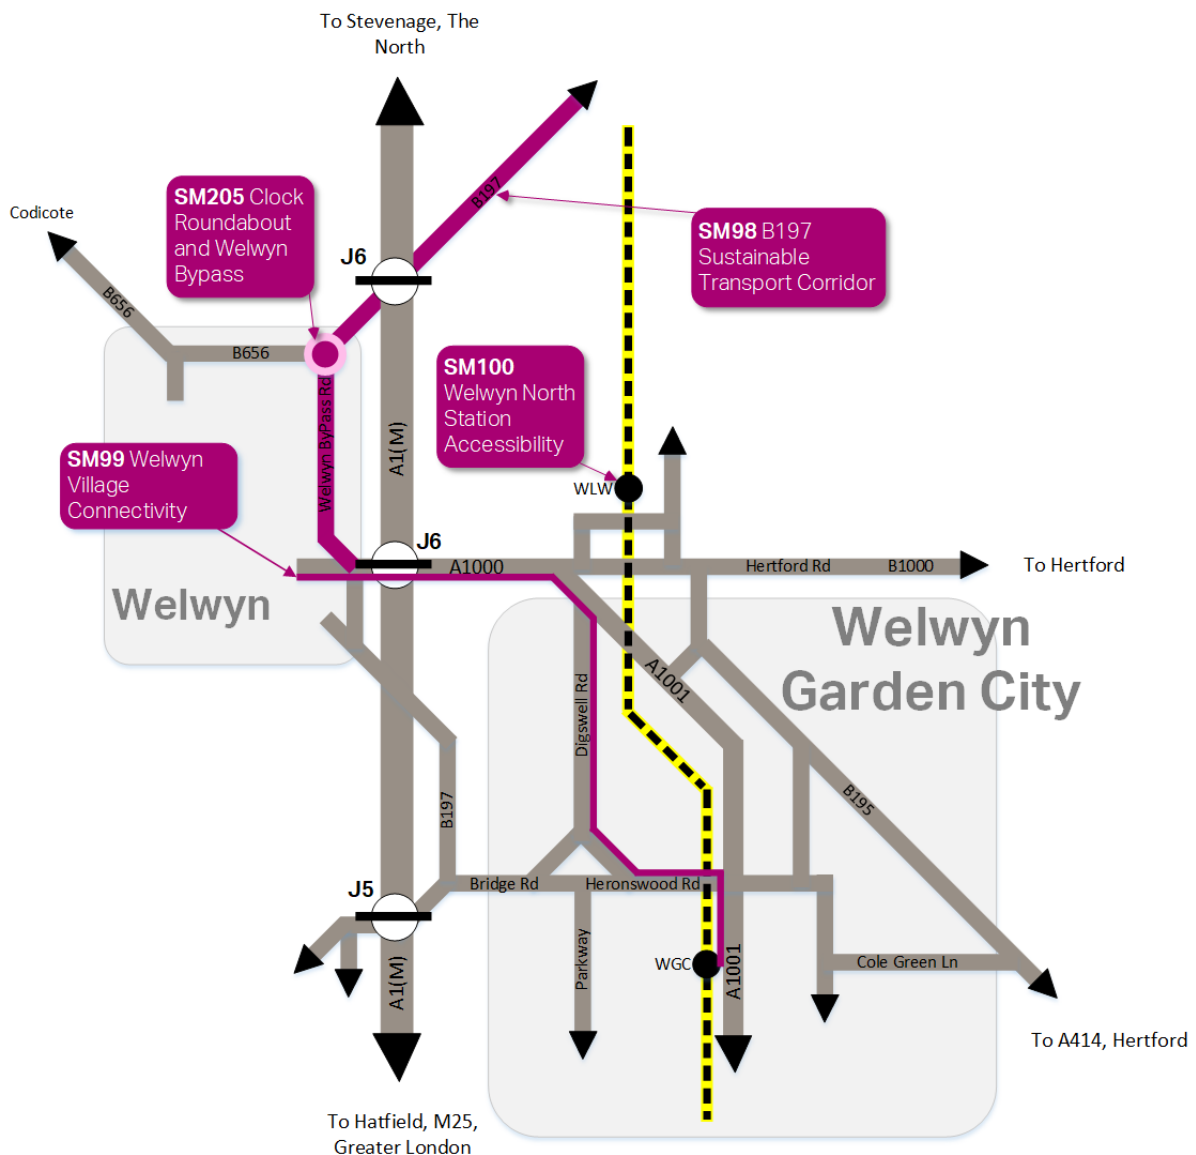 To Stevenage, The
North
SM205 Clock
Roundabout
and Welwyn
Bypass
B197
Codicote
SM98 B197
Sustainable
Transport Corridor
J6
B656
B656
SM100
Welwyn North
Station
Accessibility
Welwyn ByPass Rd
A1(M)
SM99 Welwyn
Village
Connectivity
WLW
J6
A1000
Hertford Rd
B1000
To Hertford
Welwyn
Welwyn
Garden City
A1001
Digswell Rd
B197
B195
J5
Bridge Rd
Heronswood Rd
Parkway
WGC
A1001
Cole Green Ln
A1(M)
To A414, Hertford
To Hatfield, M25,
Greater London